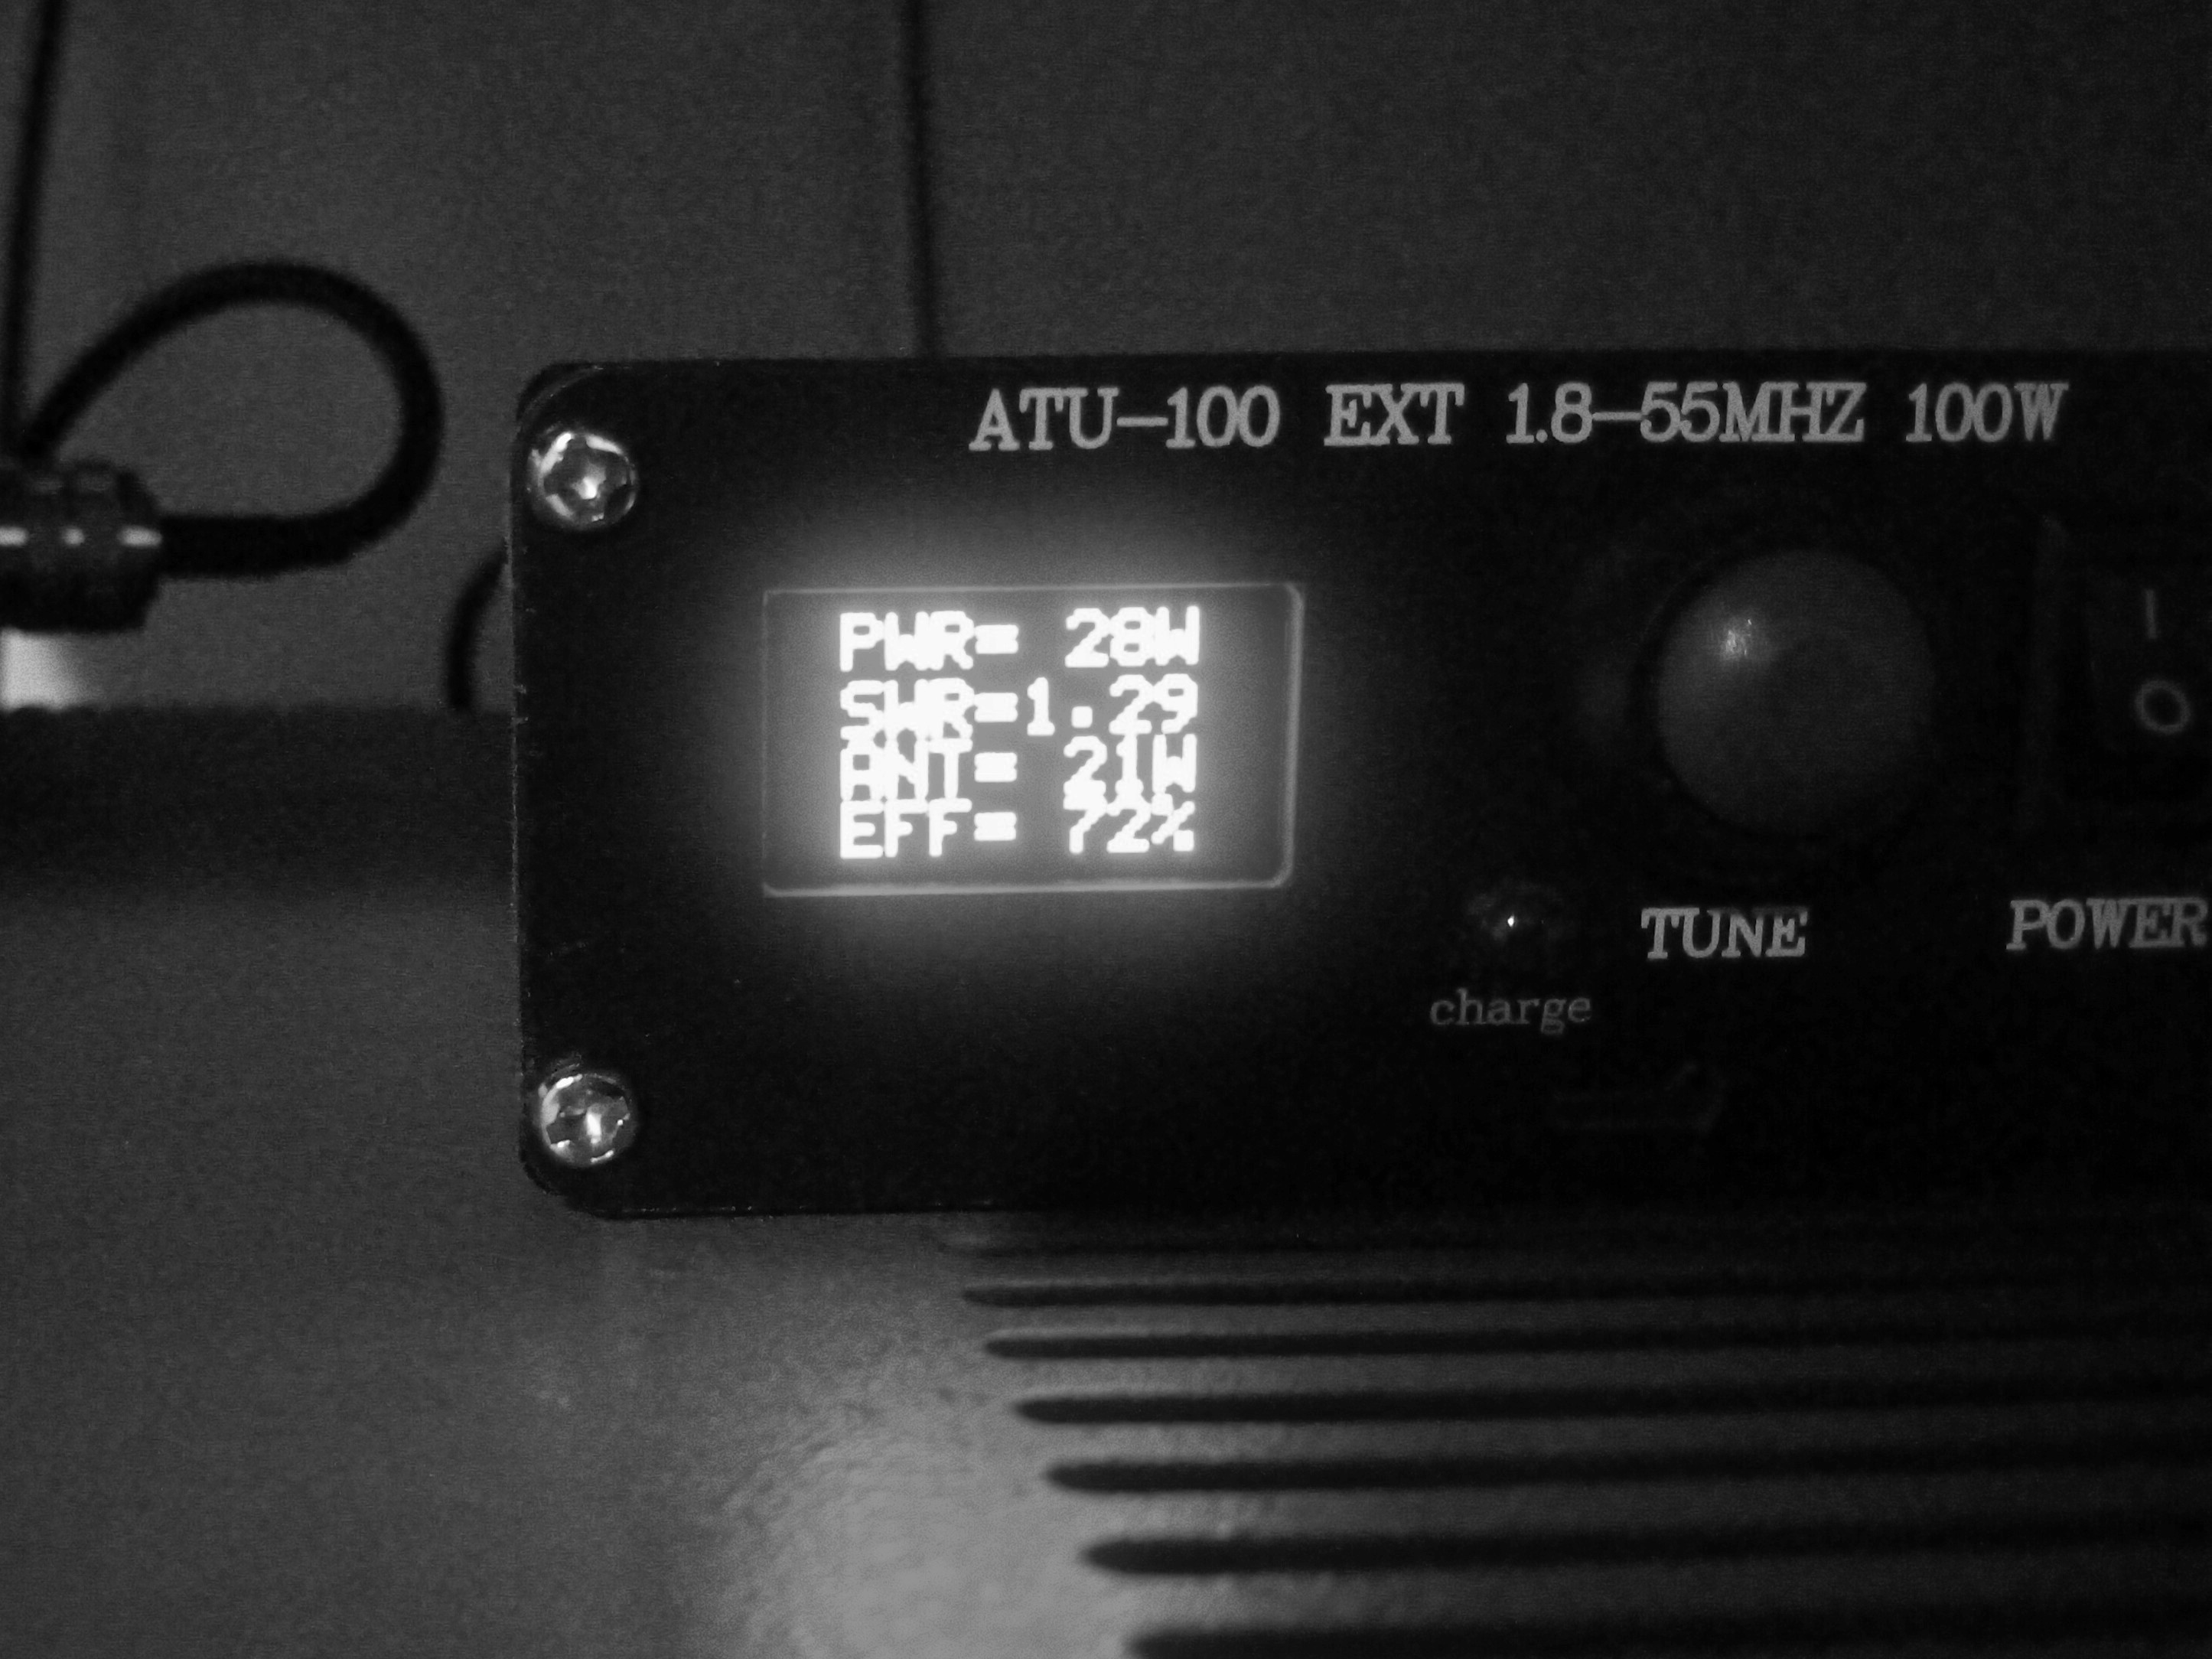 ATU-100 EXT 1.8-55MHZ 100W
PWR= 28W
SWR=1.29
ANT= 21W
EFF= 72%
I
O
TUNE
POWER
charge